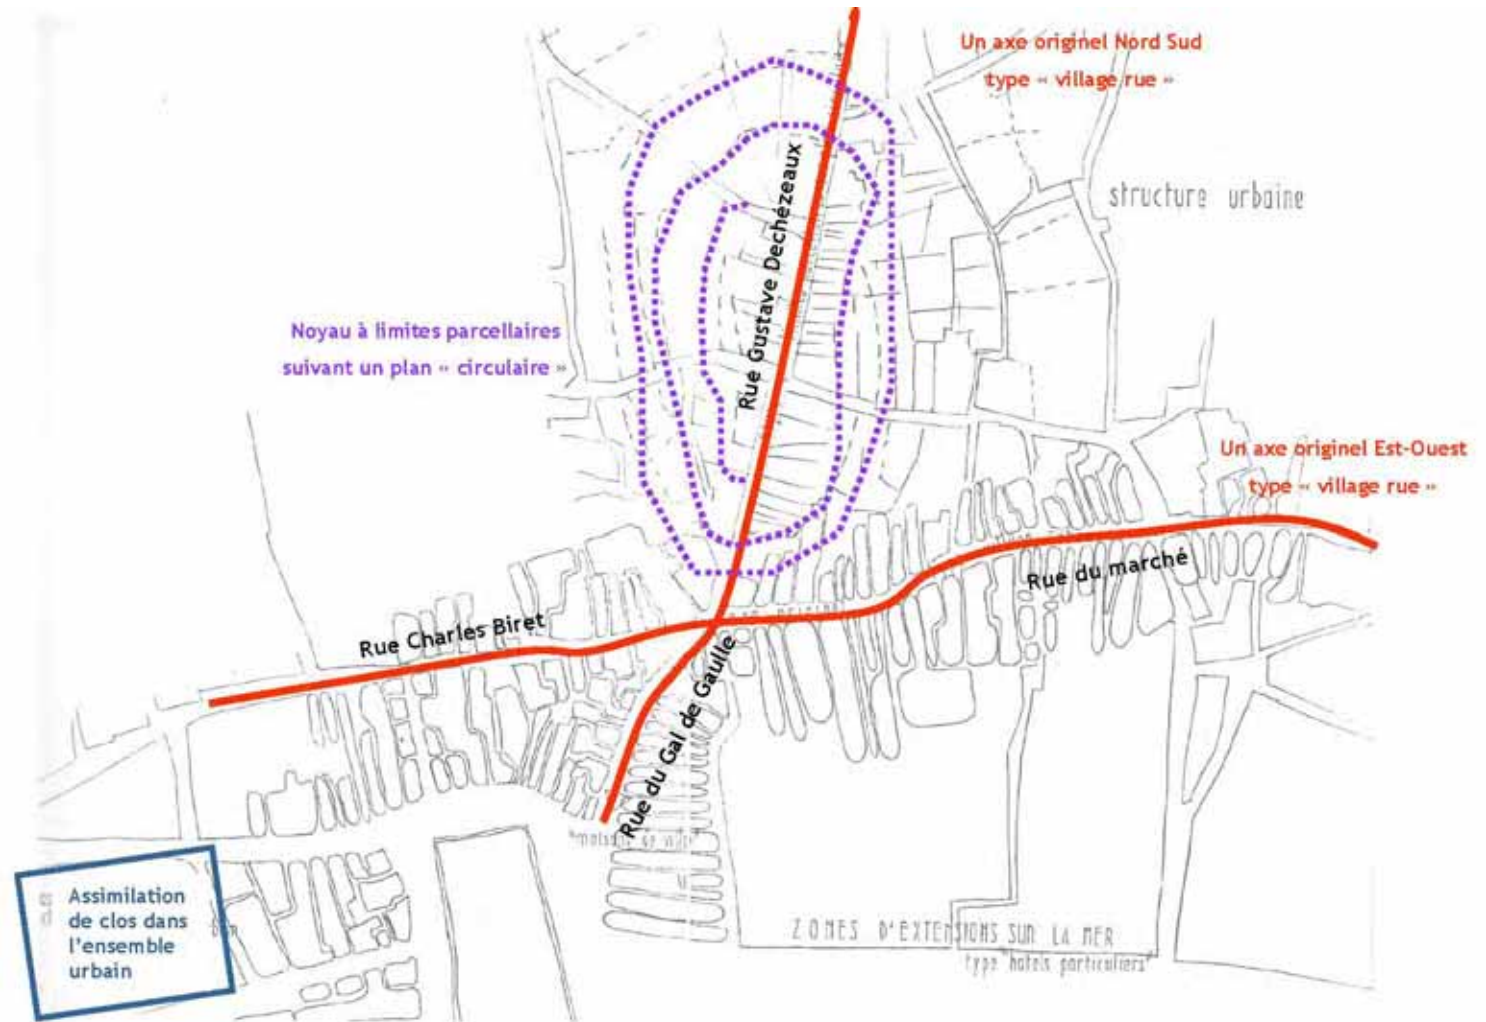 Un axe originel Nord Sud
type « village rue »
structure urbaine
Rue Gustave Dechézeaux
Noyau à limites parcellaires
suivant un plan « circulaire »
Un axe originel Est-Ouest
type « village rue »
Rue du marché
Rue Charles Biret
Rue du Gal de Gaulle
Assimilation
de clos dans
l'ensemble
urbain
ZONES D'EXTENSIONS SUR LA MER
type "hotels particuliers"